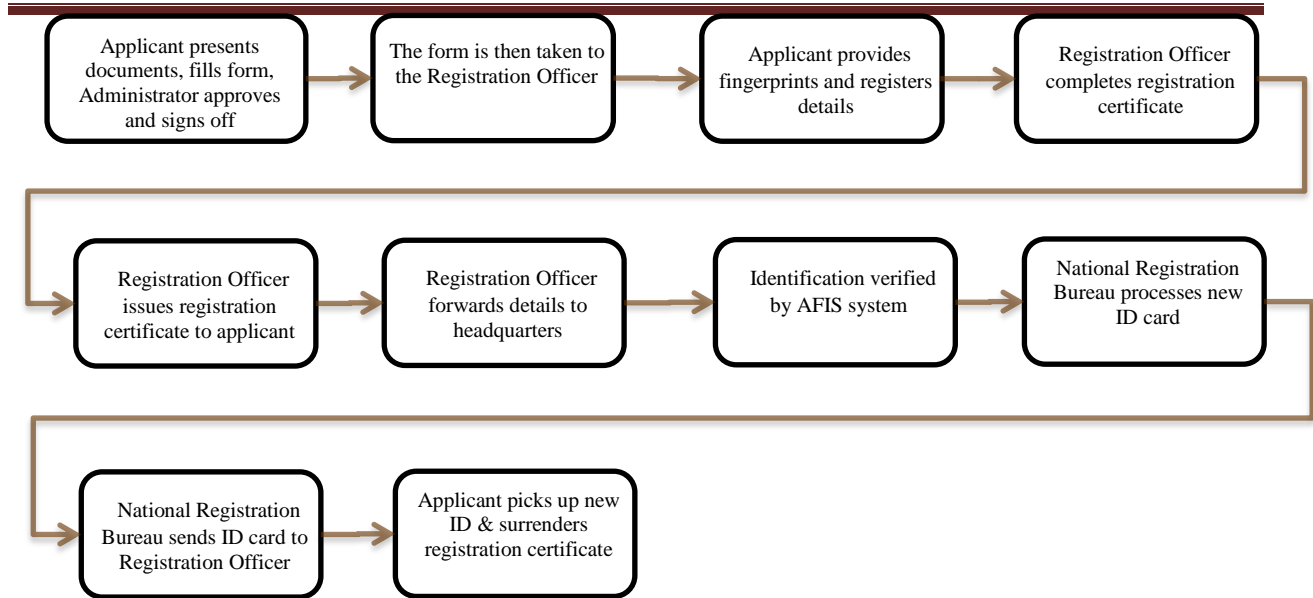 Applicant presents
documents, fills form,
Administrator approves
and signs off
The form is then taken to
the Registration Officer
Applicant provides
fingerprints and registers
details
Registration Officer
completes registration
certificate
Registration Officer
issues registration
certificate to applicant
Registration Officer
forwards details to
headquarters
Identification verified
by AFIS system
National Registration
Bureau processes new
ID card
National Registration
Bureau sends ID card to
Registration Officer
Applicant picks up new
ID & surrenders
registration certificate